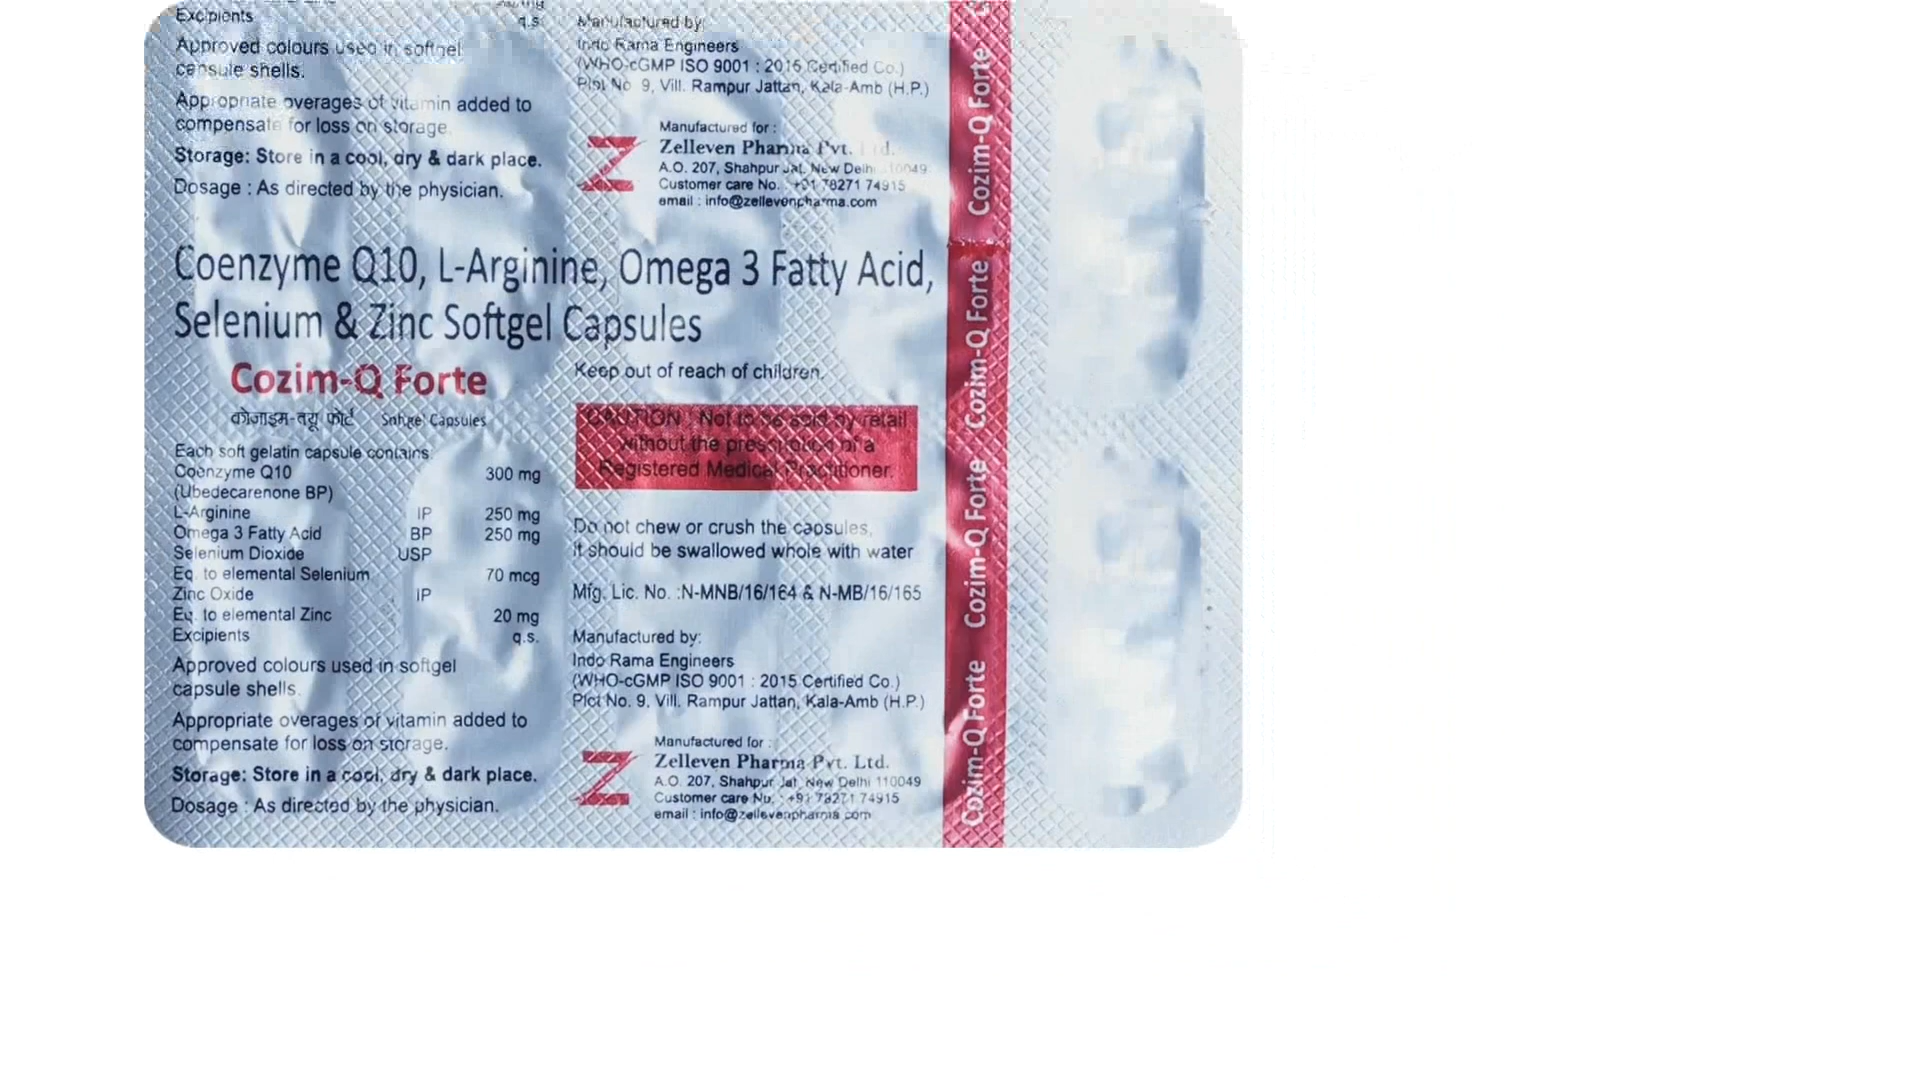 Excipients q.s.
Approved colours used in softgel
capsule shells.
Appropriate overages of vitamin added to
compensate for loss on storage.
Storage: Store in a cool, dry & dark place.
Dosage : As directed by the physician.
Manufactured by:
Indo Rama Engineers
(WHO-cGMP ISO 9001 : 2015 Certified Co.)
Plot No. 9, Vill. Rampur Jattan, Kala-Amb (H.P.)
Manufactured for :
Zelleven Pharma Pvt. Ltd.
A.O. 207, Shahpur Jat, New Delhi 110049
Customer care No. : +91 78271 74915
email : info@zellevenpharma.com
Coenzyme Q10, L-Arginine, Omega 3 Fatty Acid,
Selenium & Zinc Softgel Capsules
Cozim-Q Forte
कोजाइम-क्यू फोर्ट Softgel Capsules
Each soft gelatin capsule contains:
Coenzyme Q10 300 mg
(Ubedecarenone BP)
L-Arginine IP 250 mg
Omega 3 Fatty Acid BP 250 mg
Selenium Dioxide USP
Eq. to elemental Selenium 70 mcg
Zinc Oxide IP
Eq. to elemental Zinc 20 mg
Excipients q.s.
Approved colours used in softgel
capsule shells.
Appropriate overages of vitamin added to
compensate for loss on storage.
Storage: Store in a cool, dry & dark place.
Dosage : As directed by the physician.
Keep out of reach of children.
CAUTION : Not to be sold by retail
without the prescription of a
Registered Medical Practitioner.
Do not chew or crush the capsules,
it should be swallowed whole with water
Mfg. Lic. No. :N-MNB/16/164 & N-MB/16/165
Manufactured by:
Indo Rama Engineers
(WHO-cGMP ISO 9001 : 2015 Certified Co.)
Plot No. 9, Vill. Rampur Jattan, Kala-Amb (H.P.)
Manufactured for :
Zelleven Pharma Pvt. Ltd.
A.O. 207, Shahpur Jat, New Delhi 110049
Customer care No. : +91 78271 74915
email : info@zellevenpharma.com
Cozim-Q Forte
Cozim-Q Forte
Cozim-Q Forte
Cozim-Q Forte